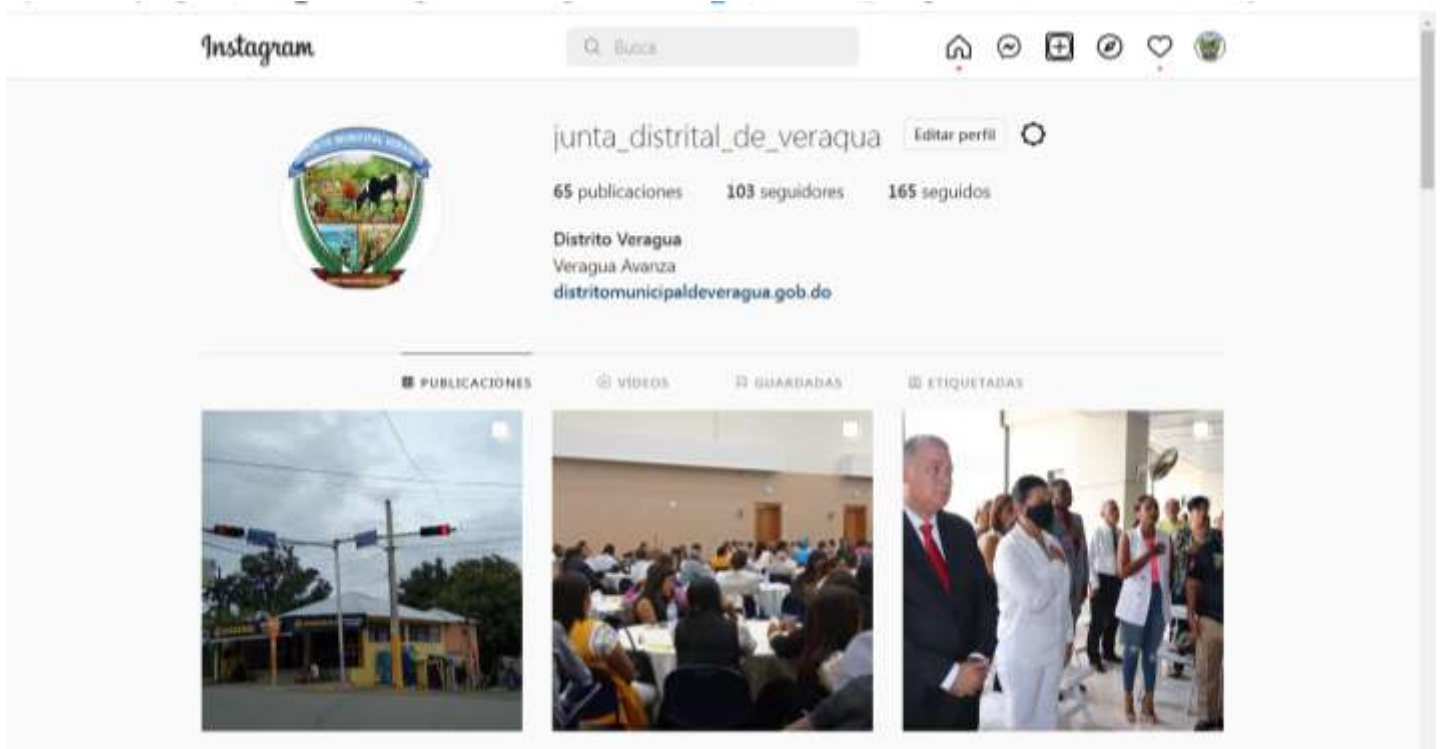 Instagram
Busca
junta_distrital_de_veraqua Editar perfil
65 publicaciones 103 seguidores 165 seguidos
Distrito Veragua
Veragua Avanza
distritomunicipaldeveragua.gob.do
PUBLICACIONES VÍDEOS GUARDADAS ETIQUETADAS